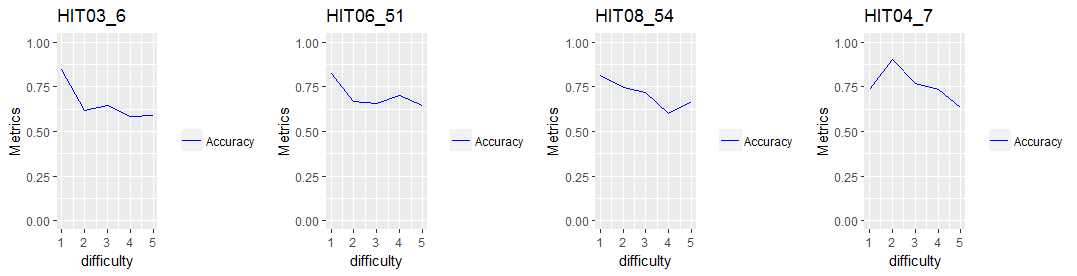 HIT03_6
1.00
0.75
0.50
0.25
0.00
Metrics
1 2 3 4 5
difficulty
Accuracy
HIT06_51
1.00
0.75
0.50
0.25
0.00
Metrics
1 2 3 4 5
difficulty
Accuracy
HIT08_54
1.00
0.75
0.50
0.25
0.00
Metrics
1 2 3 4 5
difficulty
Accuracy
HIT04_7
1.00
0.75
0.50
0.25
0.00
Metrics
1 2 3 4 5
difficulty
Accuracy